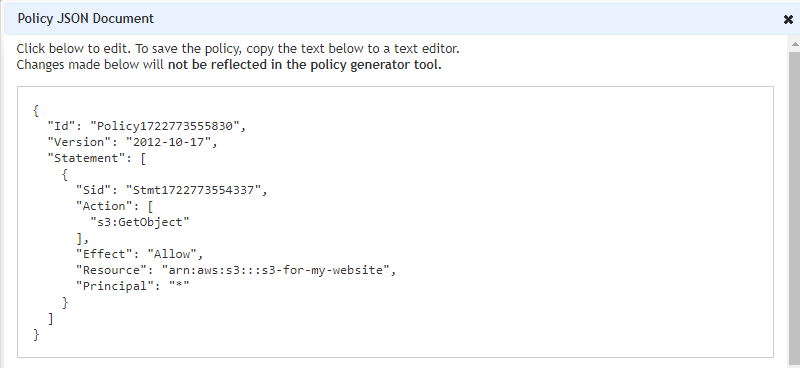 Policy JSON Document
Click below to edit. To save the policy, copy the text below to a text editor.
Changes made below will not be reflected in the policy generator tool.
{
  "Id": "Policy1722773555830",
  "Version": "2012-10-17",
  "Statement": [
    {
      "Sid": "Stmt1722773554337",
      "Action": [
        "s3:GetObject"
      ],
      "Effect": "Allow",
      "Resource": "arn:aws:s3:::s3-for-my-website",
      "Principal": "*"
    }
  ]
}